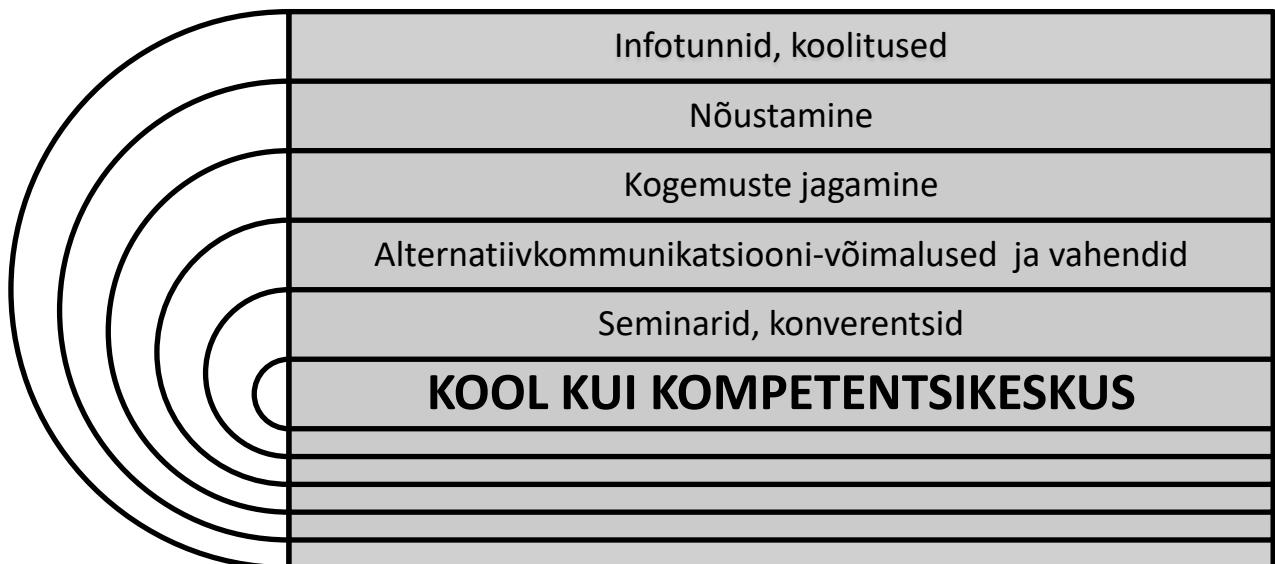 Infotunnid, koolitused
Nõustamine
Kogemuste jagamine
Alternatiivkommunikatsiooni-võimalused ja vahendid
Seminarid, konverentsid
KOOL KUI KOMPETENTSIKESKUS